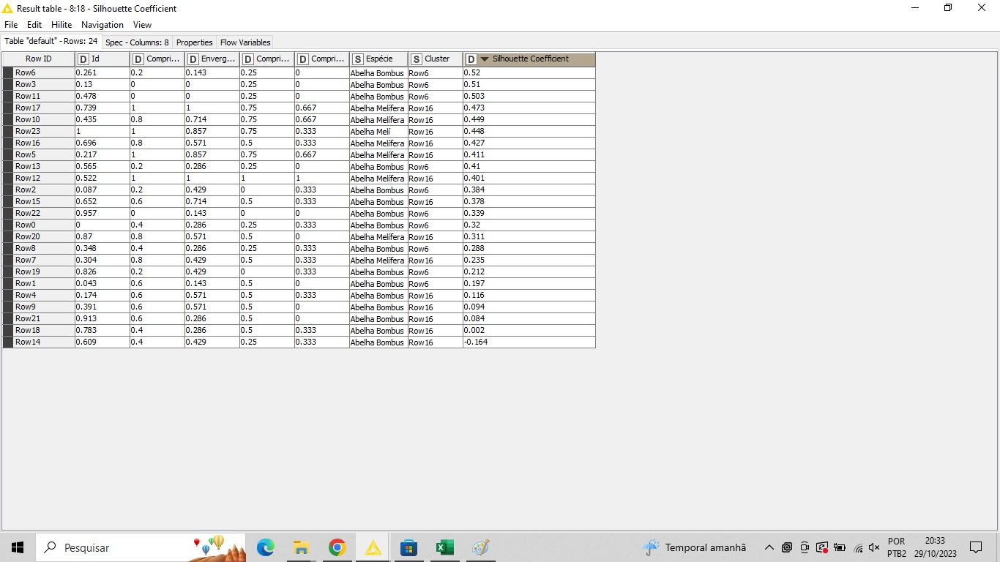 Result table - 8:18 - Silhouette Coefficient
File Edit Hilite Navigation View
Table "default" - Rows: 24 Spec - Columns: 8 Properties Flow Variables
Row ID D Id D Compri... D Enverg... D Compri... D Compri... S Espécie S Cluster D Silhouette Coefficient
Row6 0.261 0.2 0.143 0.25 0 Abelha Bombus Row6 0.52
Row3 0.13 0 0 0.25 0 Abelha Bombus Row6 0.51
Row11 0.478 0 0 0.25 0 Abelha Bombus Row6 0.503
Row17 0.739 1 1 0.75 0.667 Abelha Melífera Row16 0.473
Row10 0.435 0.8 0.714 0.75 0.667 Abelha Melífera Row16 0.449
Row23 1 1 0.857 0.75 0.333 Abelha Melí Row16 0.448
Row16 0.696 0.8 0.571 0.5 0.333 Abelha Melífera Row16 0.427
Row5 0.217 1 0.857 0.75 0.667 Abelha Melífera Row16 0.411
Row13 0.565 0.2 0.286 0.25 0 Abelha Bombus Row6 0.41
Row12 0.522 1 1 1 1 Abelha Melífera Row16 0.401
Row2 0.087 0.2 0.429 0 0.333 Abelha Bombus Row6 0.384
Row15 0.652 0.6 0.714 0.5 0.333 Abelha Bombus Row16 0.378
Row22 0.957 0 0.143 0 0 Abelha Bombus Row6 0.339
Row0 0 0.4 0.286 0.25 0.333 Abelha Bombus Row6 0.32
Row20 0.87 0.8 0.571 0.5 0 Abelha Melífera Row16 0.311
Row8 0.348 0.4 0.286 0.25 0.333 Abelha Bombus Row6 0.288
Row7 0.304 0.8 0.429 0.5 0.333 Abelha Melífera Row16 0.235
Row19 0.826 0.2 0.429 0 0.333 Abelha Bombus Row6 0.212
Row1 0.043 0.6 0.143 0.5 0 Abelha Bombus Row6 0.197
Row4 0.174 0.6 0.571 0.5 0.333 Abelha Bombus Row16 0.116
Row9 0.391 0.6 0.571 0.5 0 Abelha Bombus Row16 0.094
Row21 0.913 0.6 0.286 0.5 0 Abelha Bombus Row16 0.084
Row18 0.783 0.4 0.286 0.5 0.333 Abelha Bombus Row16 0.002
Row14 0.609 0.4 0.429 0.25 0.333 Abelha Bombus Row16 -0.164
Pesquisar Temporal amanhã POR 20:33
PTB2 29/10/2023